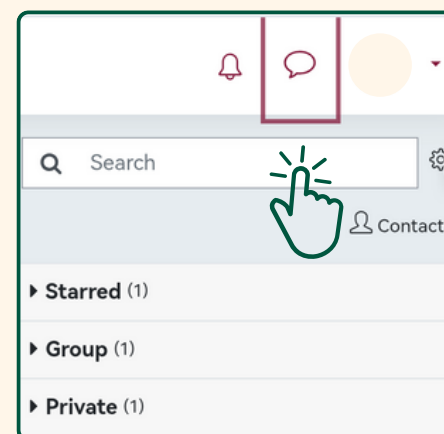 Search
Contact
Starred (1)
Group (1)
Private (1)